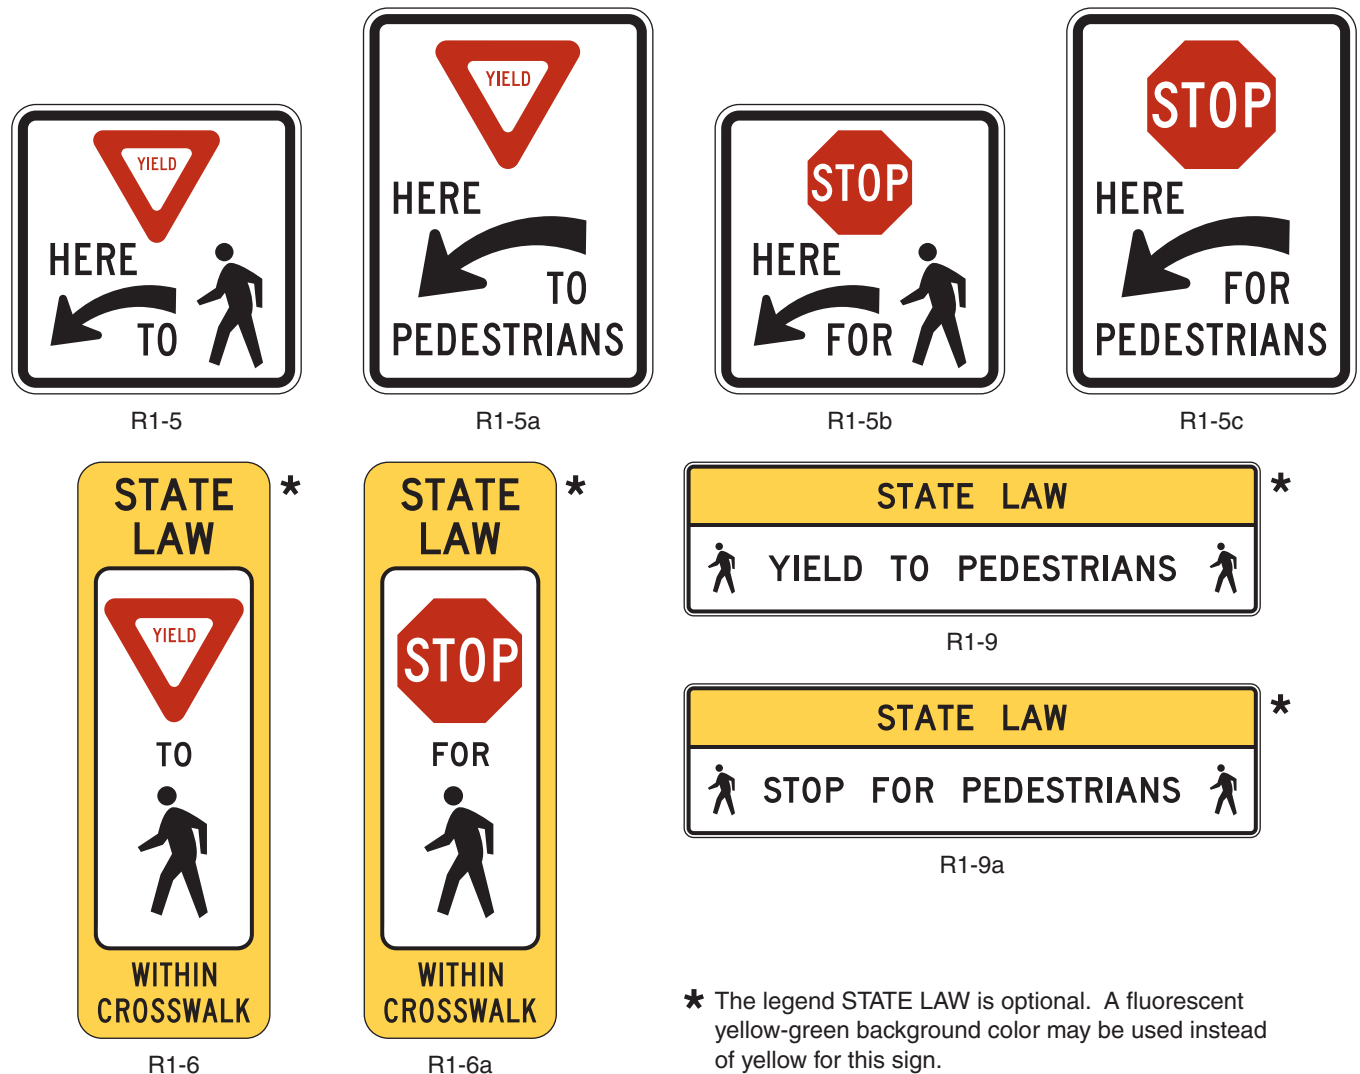 YIELD
HERE
TO
R1-5
YIELD
HERE
TO
PEDESTRIANS
R1-5a
STOP
HERE
FOR
R1-5b
STOP
HERE
FOR
PEDESTRIANS
R1-5c
STATE
LAW
YIELD
TO
WITHIN
CROSSWALK
R1-6
*
STATE
LAW
STOP
FOR
WITHIN
CROSSWALK
R1-6a
*
STATE LAW
YIELD TO PEDESTRIANS
R1-9
*
STATE LAW
STOP FOR PEDESTRIANS
R1-9a
*
* The legend STATE LAW is optional. A fluorescent
yellow-green background color may be used instead
of yellow for this sign.